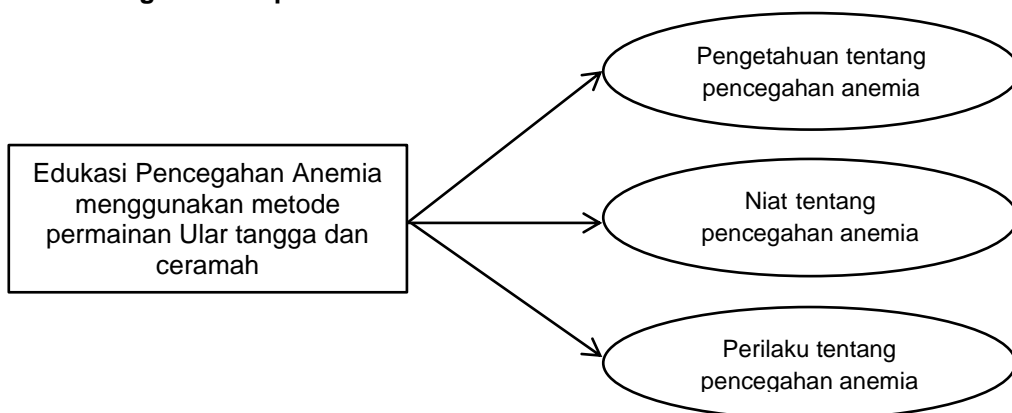 Edukasi Pencegahan Anemia
menggunakan metode
permainan Ular tangga dan
ceramah
Pengetahuan tentang
pencegahan anemia
Niat tentang
pencegahan anemia
Perilaku tentang
pencegahan anemia